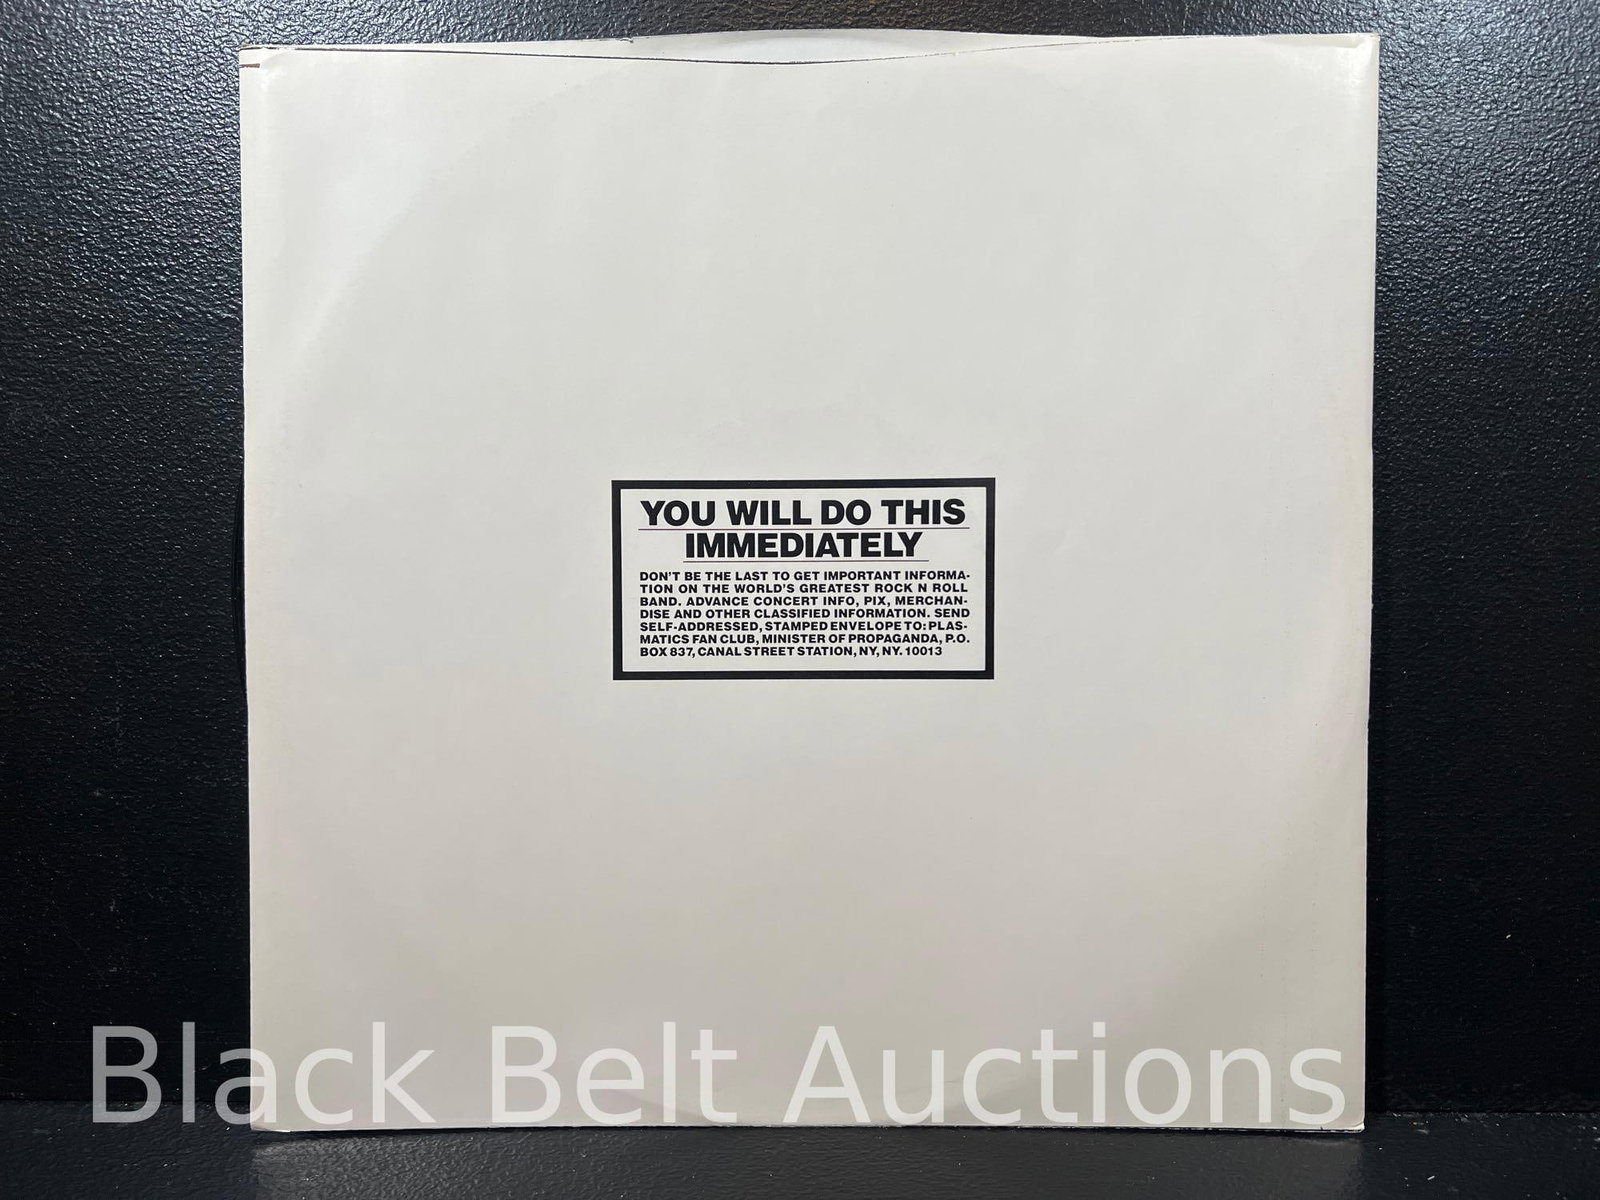 YOU WILL DO THIS
IMMEDIATELY
DON'T BE THE LAST TO GET IMPORTANT INFORMA-
TION ON THE WORLD'S GREATEST ROCK N ROLL
BAND. ADVANCE CONCERT INFO, PIX, MERCHAN-
DISE AND OTHER CLASSIFIED INFORMATION. SEND
SELF-ADDRESSED, STAMPED ENVELOPE TO: PLAS-
MATICS FAN CLUB, MINISTER OF PROPAGANDA, P.O.
BOX 837, CANAL STREET STATION, NY, NY. 10013
Black Belt Auctions